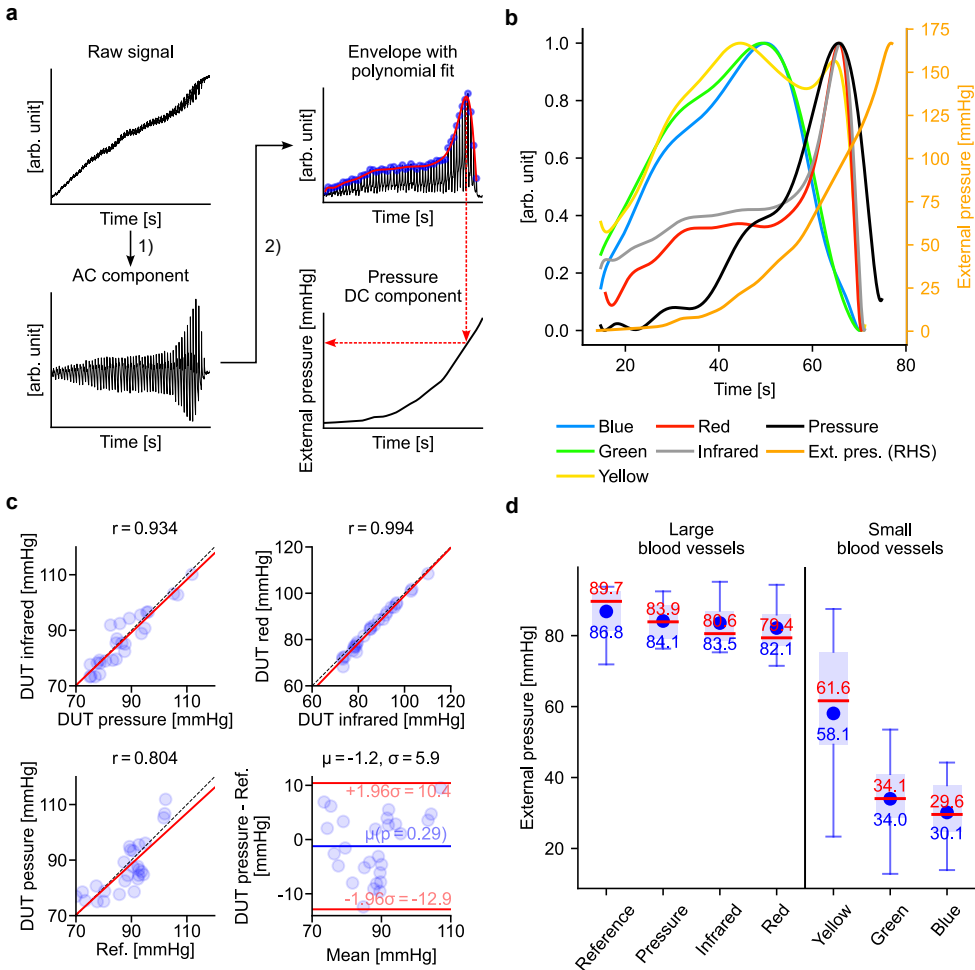 a
Raw signal
[arb. unit]
Time [s]
1)
AC component
[arb. unit]
Time [s]
2)
Envelope with
polynomial fit
[arb. unit]
Time [s]
Pressure
DC component
External pressure [mmHg]
Time [s]
b
[arb. unit]
1.0
0.8
0.6
0.4
0.2
0.0
20
40
60
80
Time [s]
175
150
125
100
75
50
25
0
External pressure [mmHg]
Blue
Red
Pressure
Green
Infrared
Ext. pres. (RHS)
Yellow
c
r = 0.934
DUT infrared [mmHg]
110
90
70
70
90
110
DUT pressure [mmHg]
r = 0.994
DUT red [mmHg]
120
100
80
60
60
80
100
120
DUT infrared [mmHg]
r = 0.804
DUT pessure [mmHg]
110
90
70
70
90
110
Ref. [mmHg]
μ = -1.2, σ = 5.9
DUT pressure - Ref.
[mmHg]
10
0
-10
+1.96σ = 10.4
μ(p = 0.29)
-1.96σ = -12.9
70
80
90
100
110
Mean [mmHg]
d
Large
blood vessels
Small
blood vessels
External pressure [mmHg]
80
60
40
20
89.7
86.8
83.9
84.1
80.6
83.5
79.4
82.1
61.6
58.1
34.1
34.0
29.6
30.1
Reference
Pressure
Infrared
Red
Yellow
Green
Blue